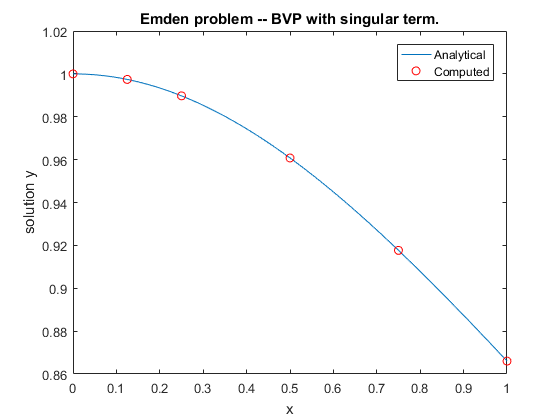 Emden problem -- BVP with singular term.
1.02
1
0.98
0.96
0.94
0.92
0.9
0.88
0.86
solution y
Analytical
Computed
0 0.1 0.2 0.3 0.4 0.5 0.6 0.7 0.8 0.9 1
x